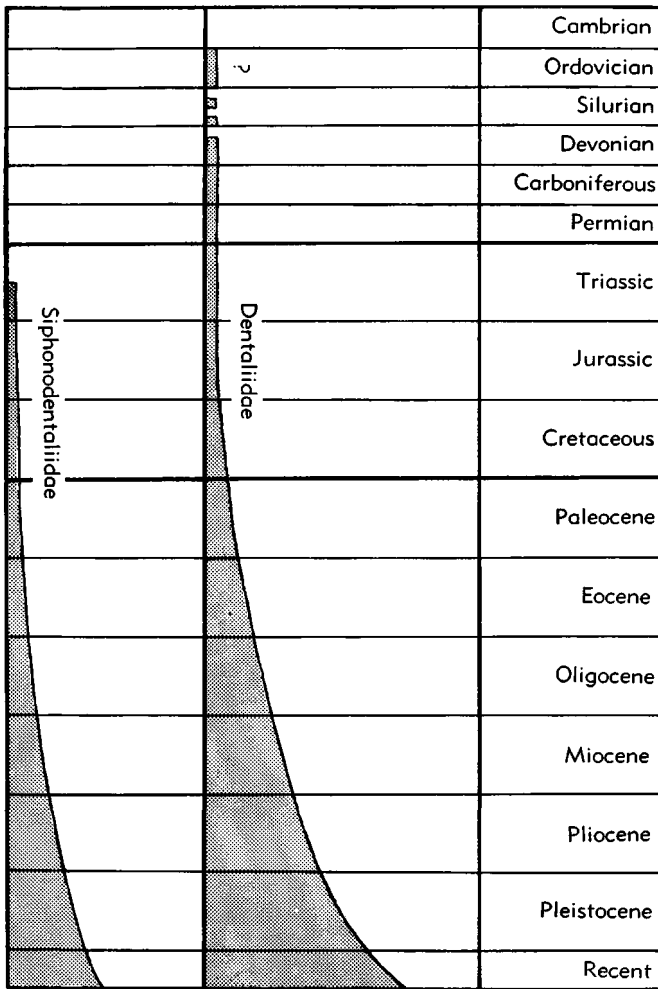 Cambrian
?
Ordovician
Silurian
Devonian
Carboniferous
Permian
Triassic
Siphonodentaliidae
Dentaliidae
Jurassic
Cretaceous
Paleocene
Eocene
Oligocene
Miocene
Pliocene
Pleistocene
Recent